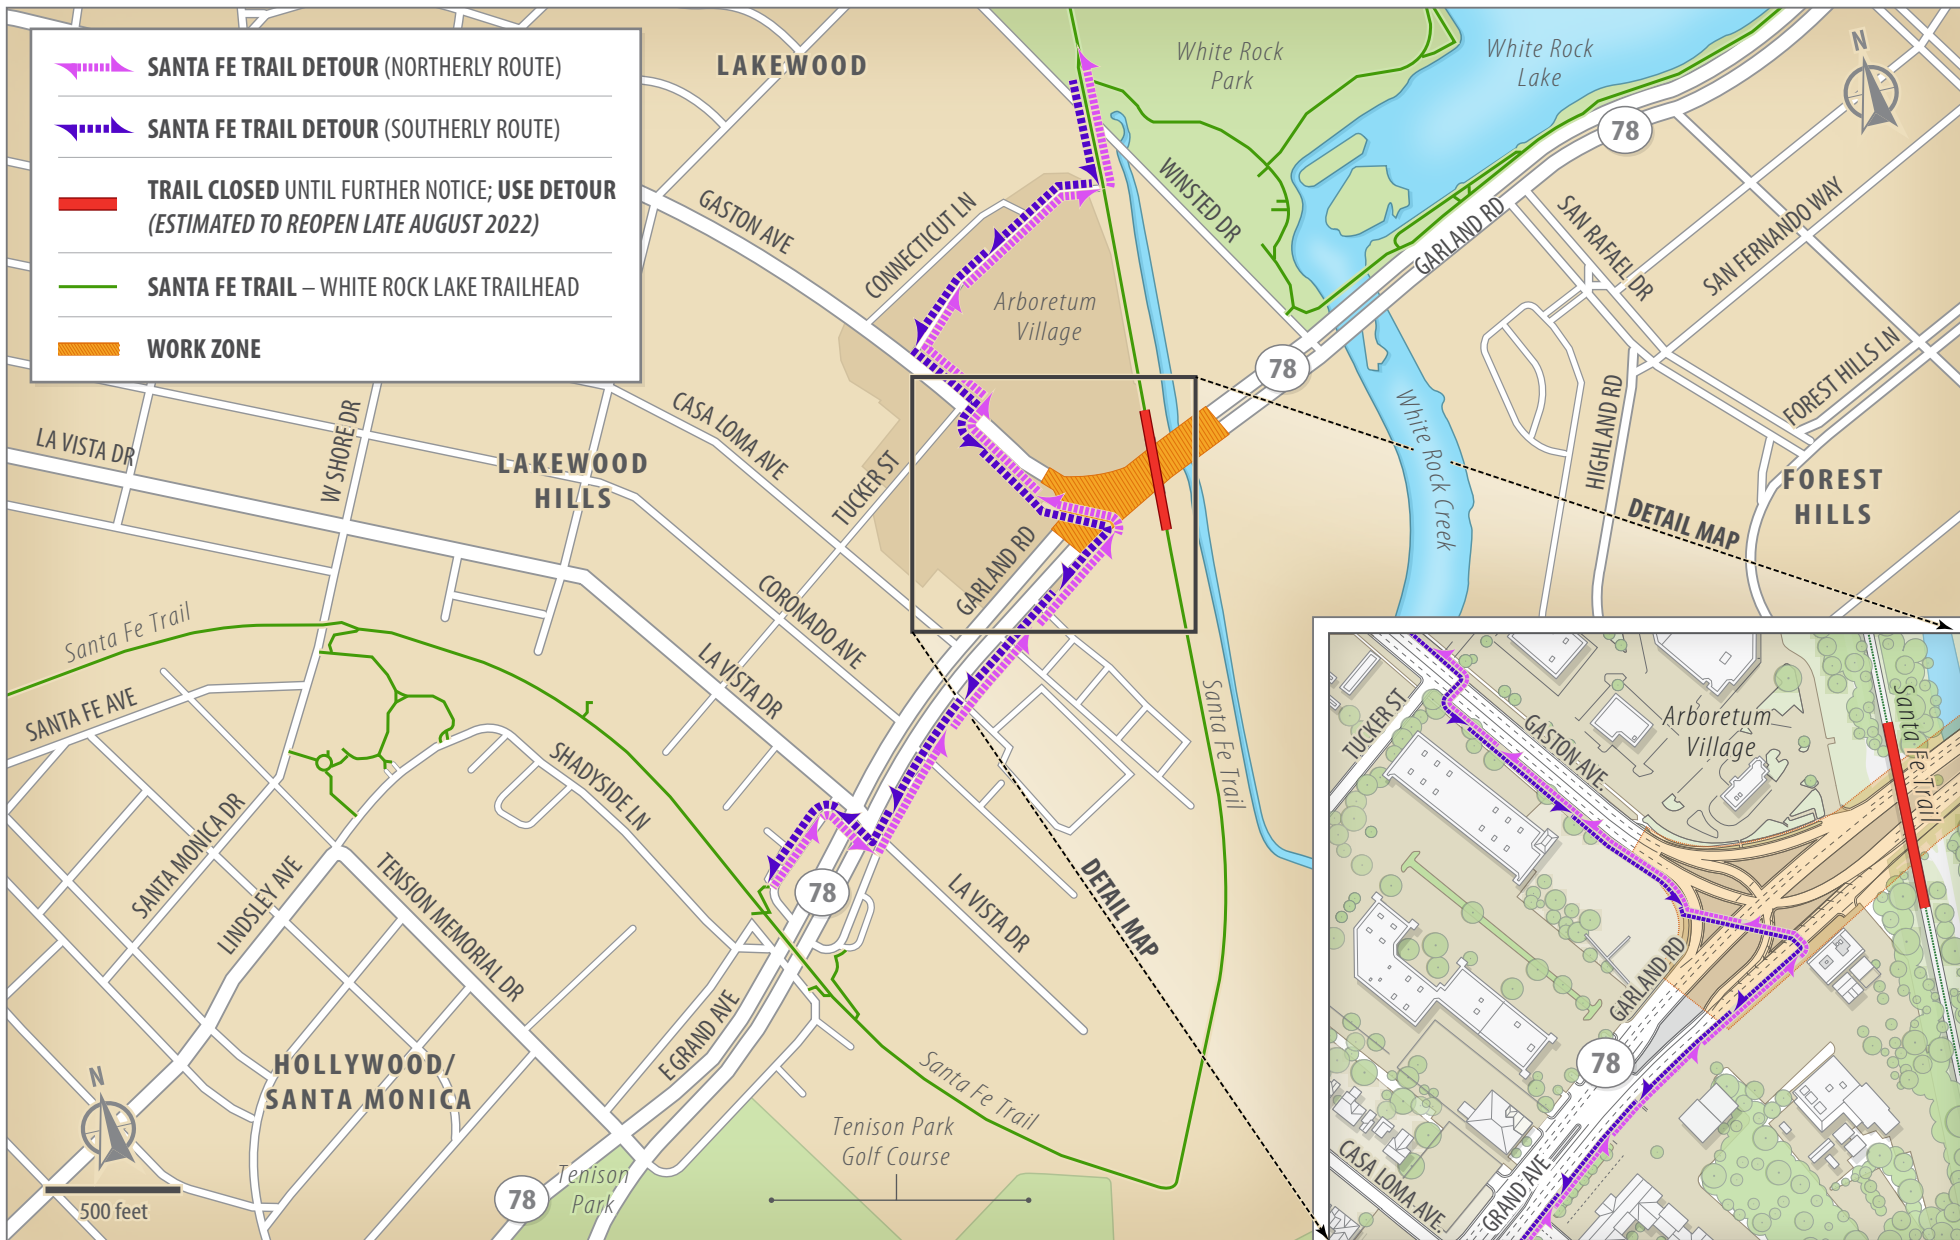 SANTA FE TRAIL DETOUR (NORTHERLY ROUTE)
SANTA FE TRAIL DETOUR (SOUTHERLY ROUTE)
TRAIL CLOSED UNTIL FURTHER NOTICE; USE DETOUR
(ESTIMATED TO REOPEN LATE AUGUST 2022)
SANTA FE TRAIL – WHITE ROCK LAKE TRAILHEAD
WORK ZONE
LAKEWOOD
White Rock
Park
White Rock
Lake
N
78
WINSTED DR
GASTON AVE
CONNECTICUT LN
GARLAND RD
SAN RAFAEL DR
SAN FERNANDO WAY
Arboretum
Village
78
FOREST HILLS LN
HIGHLAND RD
White Rock Creek
CASA LOMA AVE
W SHORE DR
LA VISTA DR
LAKEWOOD
HILLS
TUCKER ST
FOREST
HILLS
DETAIL MAP
GARLAND RD
CORONADO AVE
Santa Fe Trail
LA VISTA DR
SANTA FE AVE
Santa Fe Trail
SHADYSIDE LN
SANTA MONICA DR
LINDSLEY AVE
TENSION MEMORIAL DR
78
LA VISTA DR
DETAIL MAP
E GRAND AVE
HOLLYWOOD/
SANTA MONICA
Santa Fe Trail
N
500 feet
78
Tenison
Park
Tenison Park
Golf Course
TUCKER ST
GASTON AVE.
Arboretum
Village
Santa Fe Trail
GARLAND RD
78
CASA LOMA AVE.
GRAND AVE